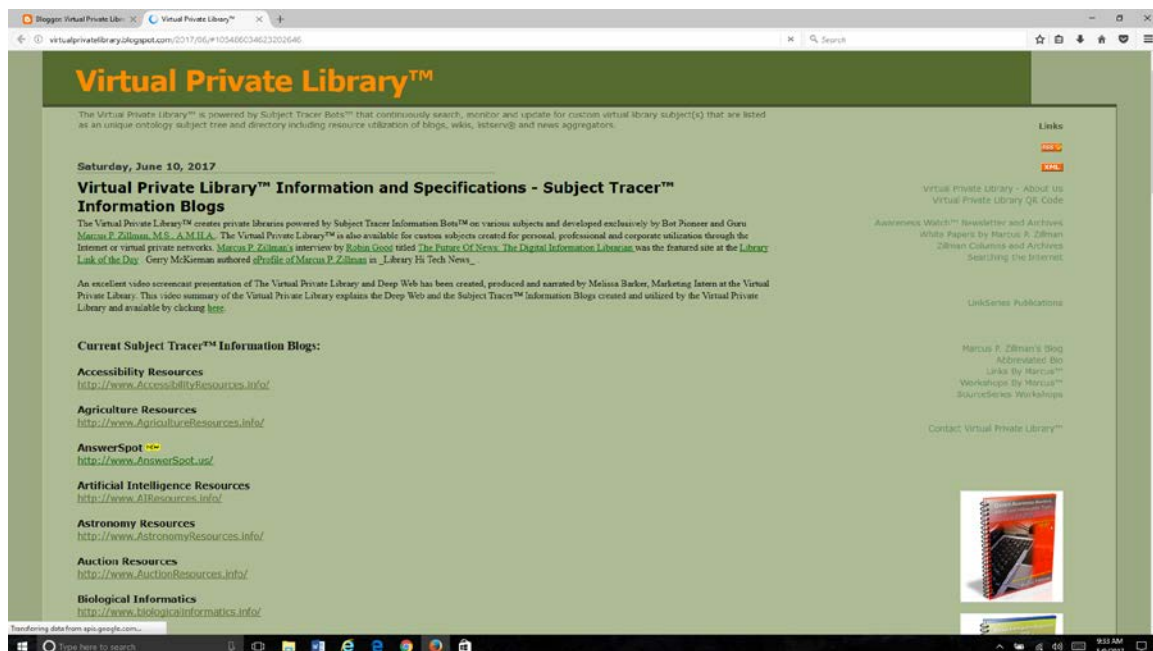 Blogger: Virtual Private Libr
Virtual Private Library™
virtualprivatelibrary.blogspot.com/2017/06/#105486034623202646
Search
Virtual Private Library™
The Virtual Private Library™ is powered by Subject Tracer Bots™ that continuously search, monitor and update for custom virtual library subject(s) that are listed
as an unique ontology subject tree and directory including resource utilization of blogs, wikis, listserv® and news aggregators.
Saturday, June 10, 2017
Virtual Private Library™ Information and Specifications - Subject Tracer™
Information Blogs
The Virtual Private Library™ creates private libraries powered by Subject Tracer Information Bots™ on various subjects and developed exclusively by Bot Pioneer and Guru
Marcus P. Zillman, M.S., A.M.H.A. The Virtual Private Library™ is also available for custom subjects created for personal, professional and corporate utilization through the
Internet or virtual private networks. Marcus P. Zillman's interview by Robin Good titled The Future Of News: The Digital Information Librarian was the featured site at the Library
Link of the Day. Gerry McKiernan authored eProfile of Marcus P. Zillman in _Library Hi Tech News_.
An excellent video screencast presentation of The Virtual Private Library and Deep Web has been created, produced and narrated by Melissa Barker, Marketing Intern at the Virtual
Private Library. This video summary of the Virtual Private Library explains the Deep Web and the Subject Tracer™ Information Blogs created and utilized by the Virtual Private
Library and available by clicking here.
Current Subject Tracer™ Information Blogs:
Accessibility Resources
http://www.AccessibilityResources.info/
Agriculture Resources
http://www.AgricultureResources.info/
AnswerSpot NEW
http://www.AnswerSpot.us/
Artificial Intelligence Resources
http://www.AIResources.info/
Astronomy Resources
http://www.AstronomyResources.info/
Auction Resources
http://www.AuctionResources.info/
Biological Informatics
http://www.biologicalinformatics.info/
Links
XML
Virtual Private Library - About Us
Virtual Private Library QR Code
Awareness Watch™ Newsletter and Archives
White Papers by Marcus P. Zillman
Zillman Columns and Archives
Searching the Internet
LinkSeries Publications
Marcus P. Zillman's Blog
Abbreviated Bio
Links By Marcus™
Workshops By Marcus™
SourceSeries Workshops
Contact Virtual Private Library™
Transferring data from apis.google.com...
Type here to search
9:33 AM